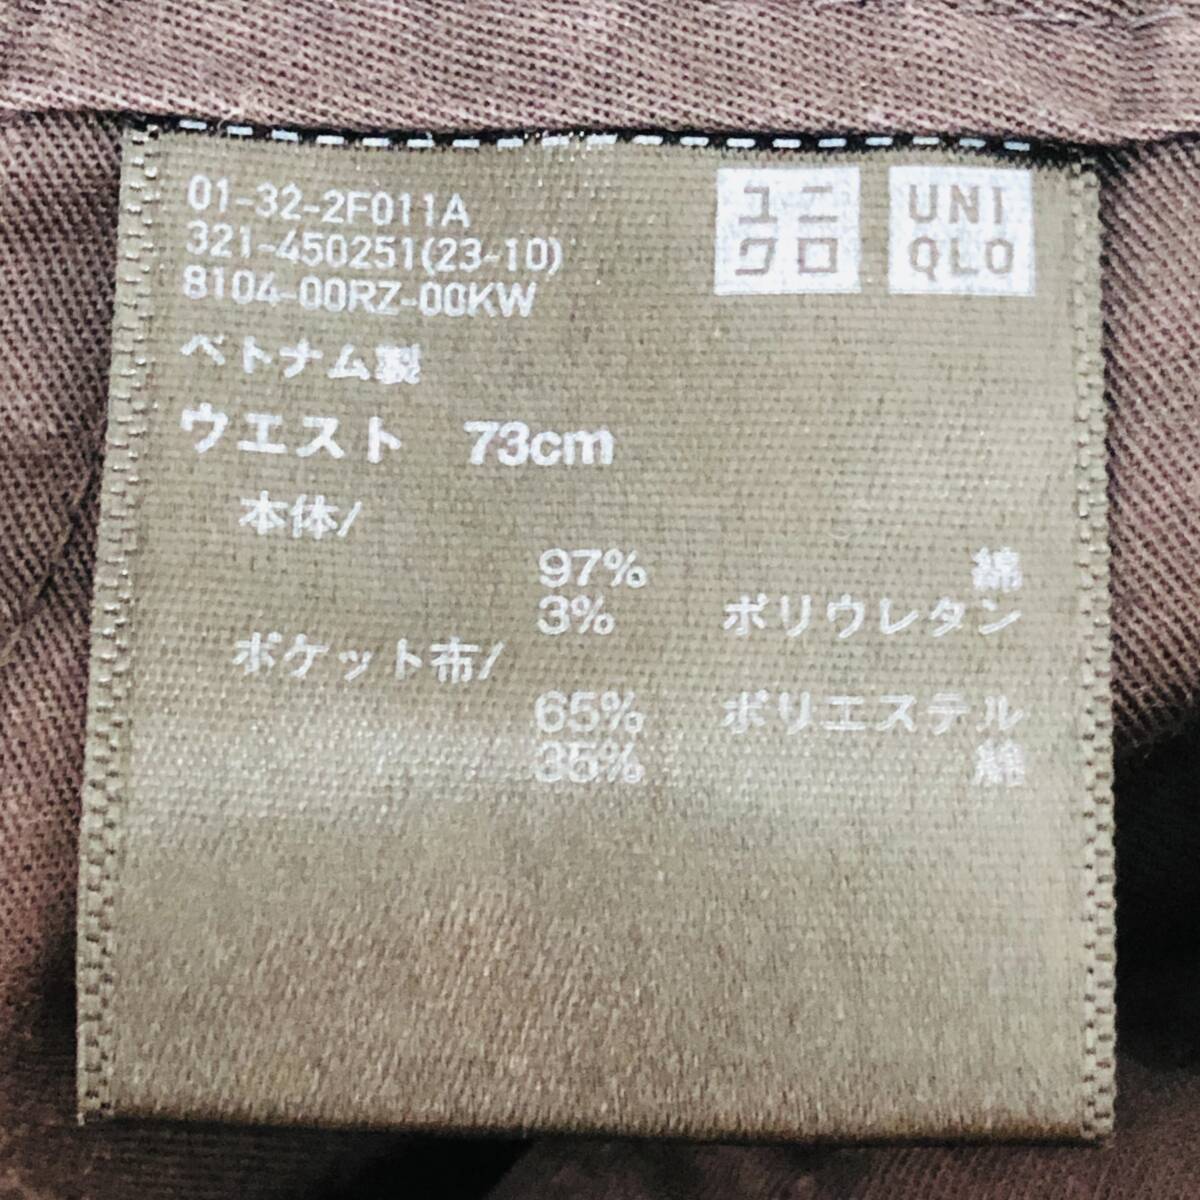 01-32-2F011A
321-450251(23-10)
8104-00RZ-00KW
ユニ
クロ
UNI
QLO
ベトナム製
ウエスト 73cm
本体/
97% 綿
3% ポリウレタン
ポケット布/
65% ポリエステル
35% 綿